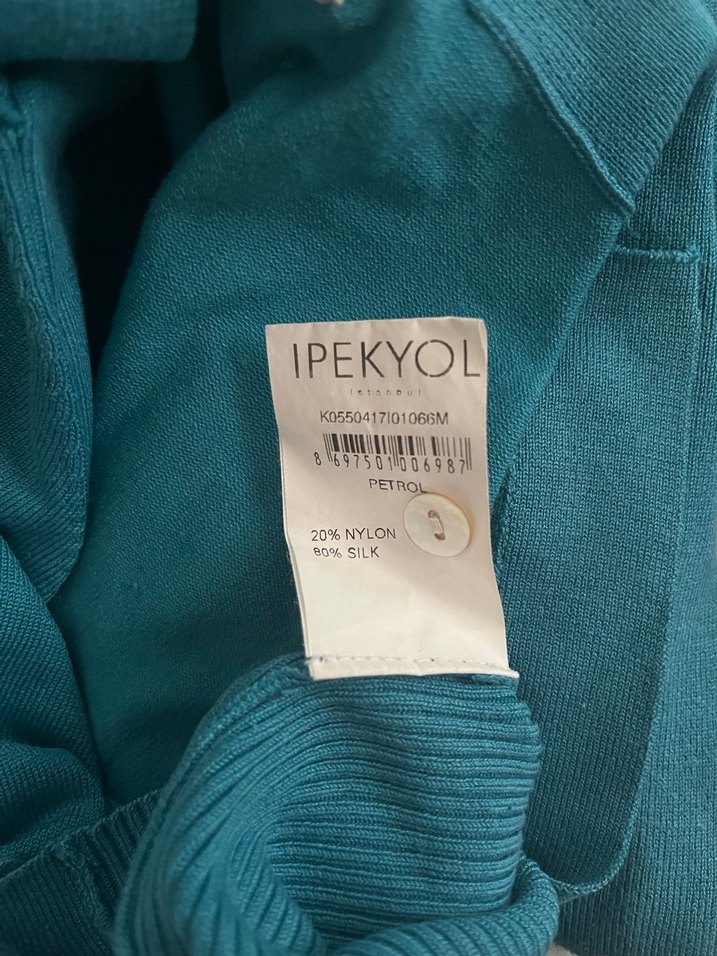 IPEKYOL
istanbul
K0550417I01066M
8 697501 006987
PETROL
20% NYLON
80% SILK